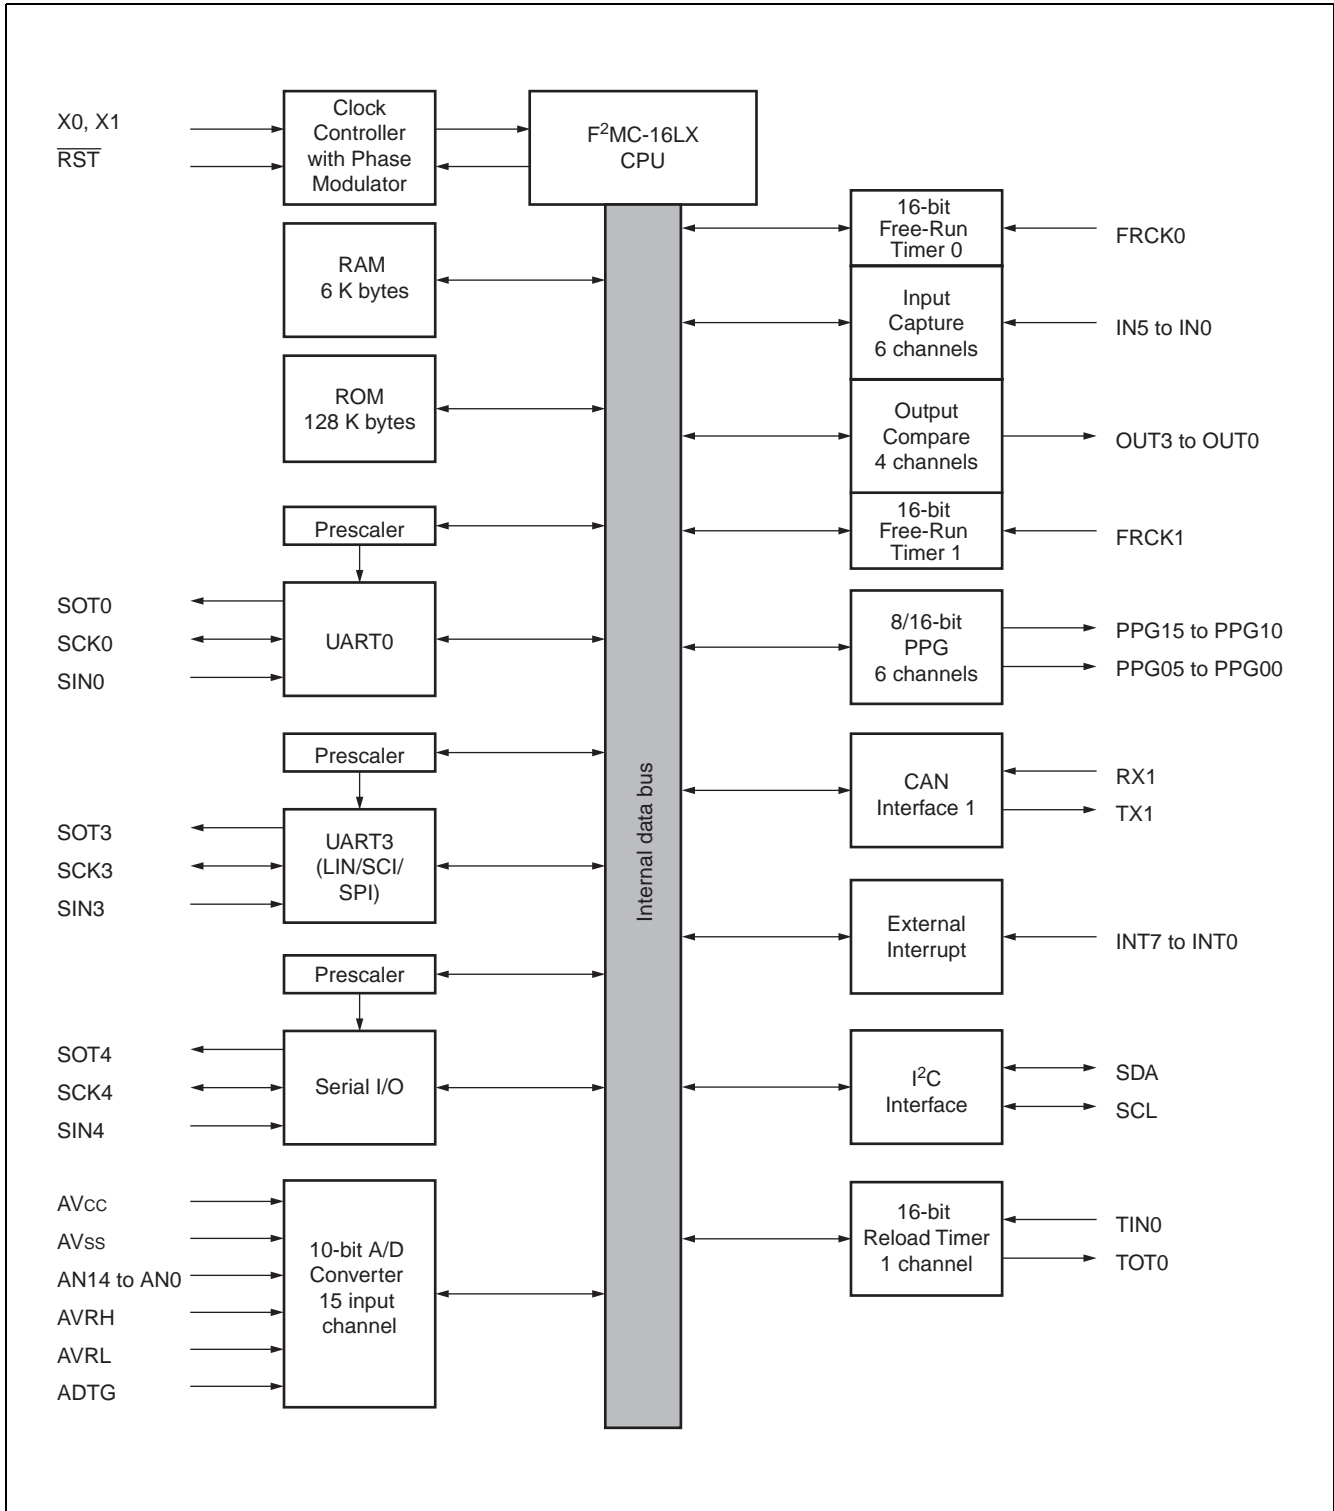 X0, X1
RST
Clock
Controller
with Phase
Modulator
F²MC-16LX
CPU
RAM
6 K bytes
ROM
128 K bytes
Prescaler
SOT0
SCK0
SIN0
UART0
Prescaler
SOT3
SCK3
SIN3
UART3
(LIN/SCI/
SPI)
Prescaler
SOT4
SCK4
SIN4
Serial I/O
AVcc
AVss
AN14 to AN0
AVRH
AVRL
ADTG
10-bit A/D
Converter
15 input
channel
Internal data bus
16-bit
Free-Run
Timer 0
FRCK0
Input
Capture
6 channels
IN5 to IN0
Output
Compare
4 channels
OUT3 to OUT0
16-bit
Free-Run
Timer 1
FRCK1
8/16-bit
PPG
6 channels
PPG15 to PPG10
PPG05 to PPG00
CAN
Interface 1
RX1
TX1
External
Interrupt
INT7 to INT0
I²C
Interface
SDA
SCL
16-bit
Reload Timer
1 channel
TIN0
TOT0